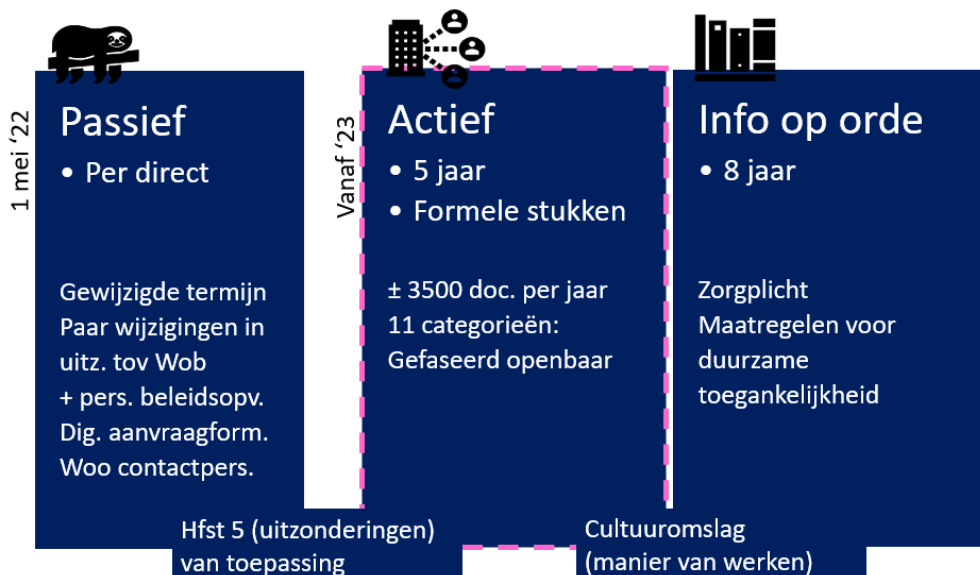 1 mei ‘22
Passief
• Per direct
Gewijzigde termijn
Paar wijzigingen in
uitz. tov Wob
+ pers. beleidsopv.
Dig. aanvraagform.
Woo contactpers.
Vanaf ‘23
Actief
• 5 jaar
• Formele stukken
± 3500 doc. per jaar
11 categorieën:
Gefaseerd openbaar
Info op orde
• 8 jaar
Zorgplicht
Maatregelen voor
duurzame
toegankelijkheid
Hfst 5 (uitzonderingen)
van toepassing
Cultuuromslag
(manier van werken)